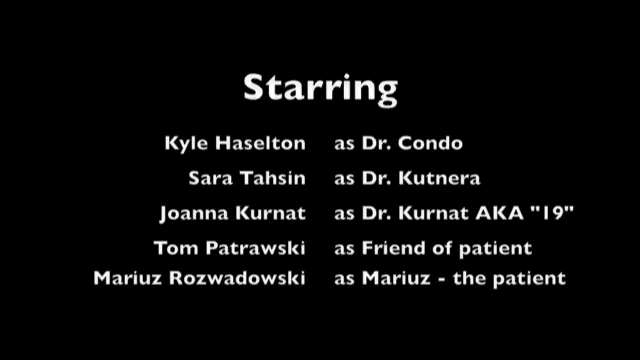 Starring
Kyle Haselton as Dr. Condo
Sara Tahsin as Dr. Kutnera
Joanna Kurnat as Dr. Kurnat AKA "19"
Tom Patrawski as Friend of patient
Mariuz Rozwadowski as Mariuz - the patient